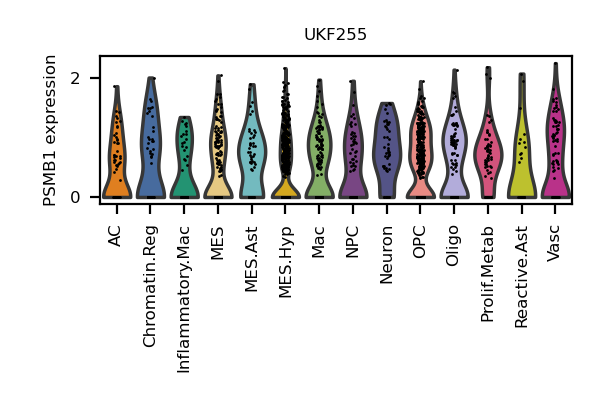 UKF255
PSMB1 expression
2
0
AC
Chromatin.Reg
Inflammatory.Mac
MES
MES.Ast
MES.Hyp
Mac
NPC
Neuron
OPC
Oligo
Prolif.Metab
Reactive.Ast
Vasc